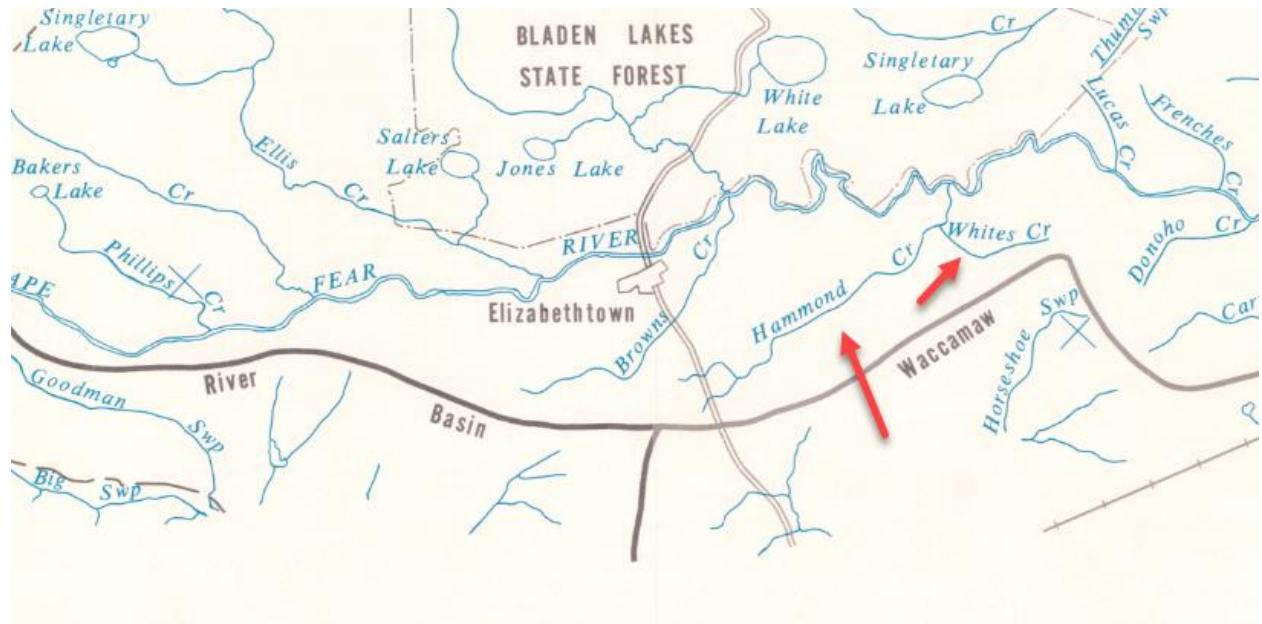 Singletary
Lake
BLADEN LAKES
STATE FOREST
Cr
Singletary
Lake
White
Lake
Swp
Lucas
Cr
Frenches
Cr
Ellis
Cr
Salters
Lake
Jones Lake
Bakers
Lake
Cr
Phillips
Cr
APE
FEAR
RIVER
Elizabethtown
Browns
Cr
Hammond
Cr
Whites Cr
Donoho
Cr
Waccamaw
Horseshoe
Swp
River
Basin
Goodman
Swp
Big
Swp